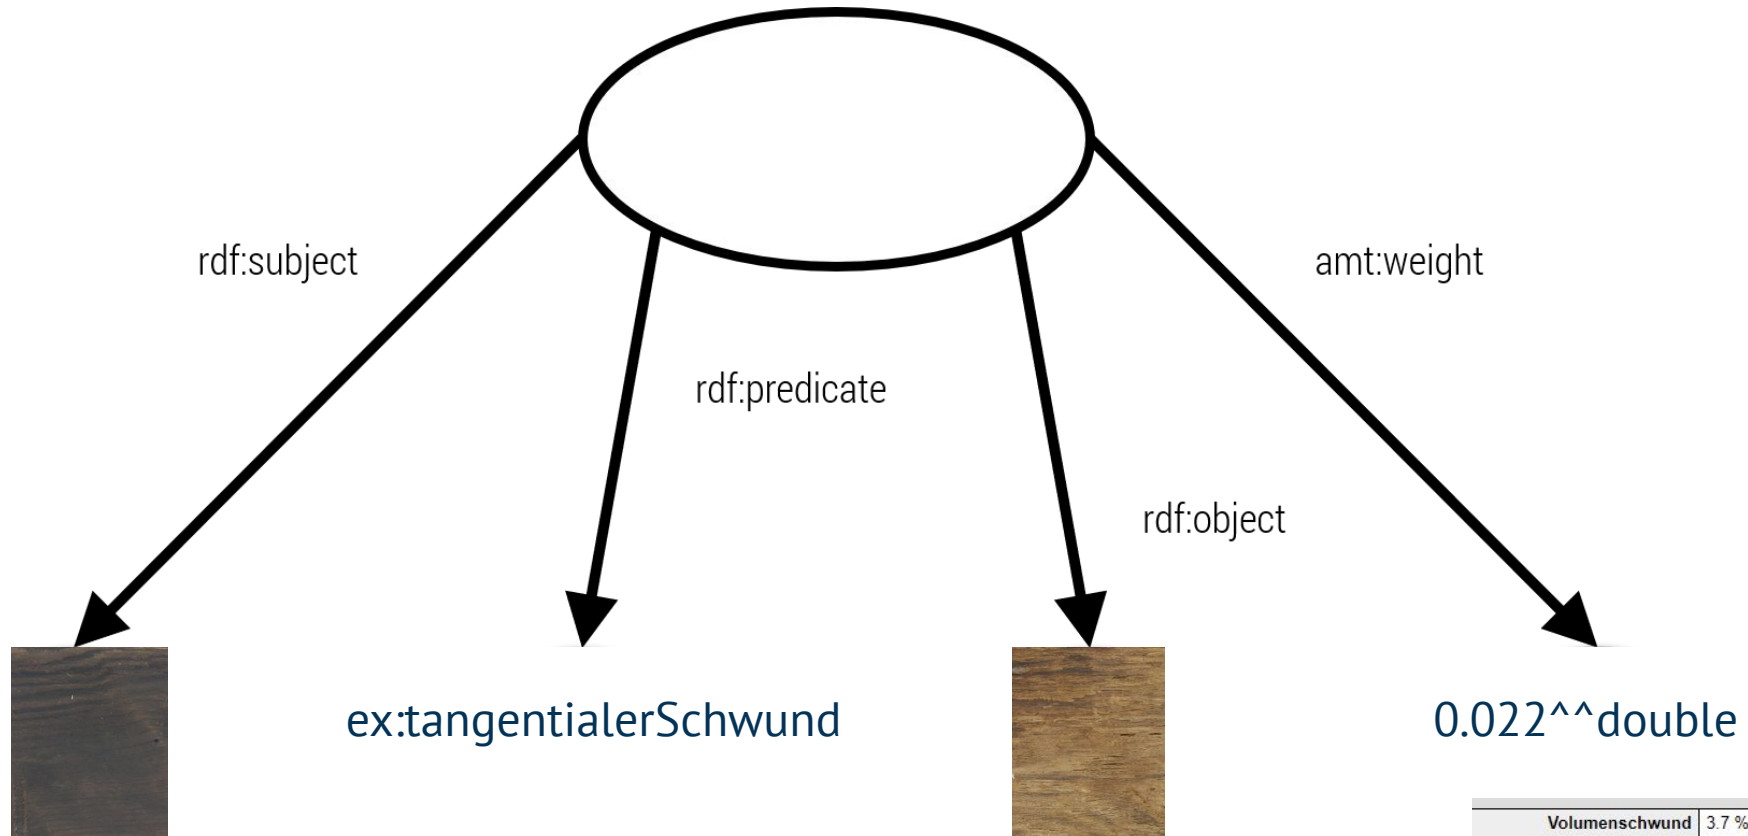 rdf:subject
amt:weight
rdf:predicate
rdf:object
ex:tangentialerSchwund
0.022^^double
Volumenschwund 3.7 %